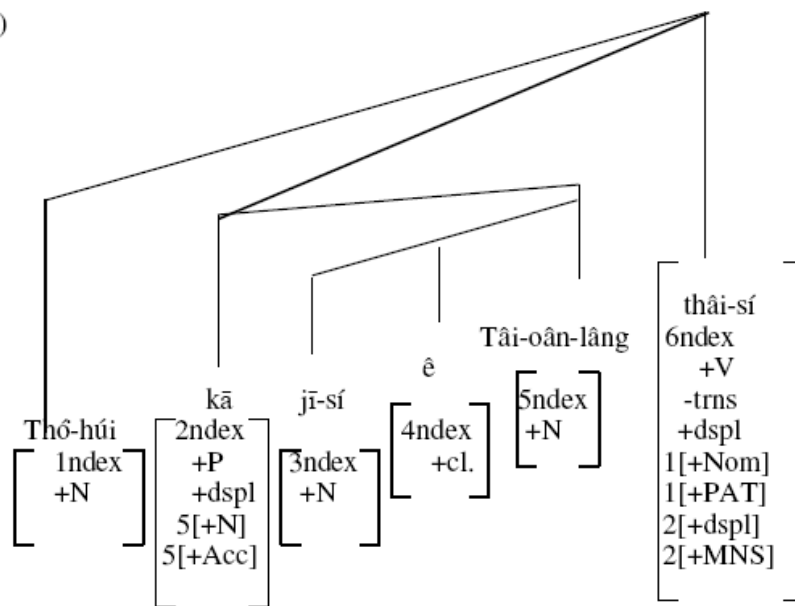 )
Thó͘-húi
1ndex
+N
kā
2ndex
+P
+dspl
5[+N]
5[+Acc]
jī-sí
3ndex
+N
ê
4ndex
+cl.
Tâi-oân-lâng
5ndex
+N
thâi-sí
6ndex
+V
-trns
+dspl
1[+Nom]
1[+PAT]
2[+dspl]
2[+MNS]